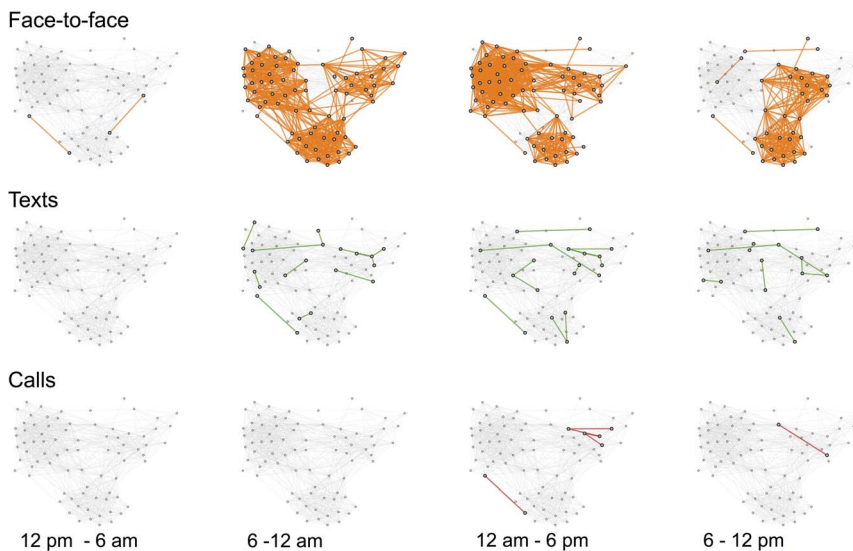 Face-to-face
Texts
Calls
12 pm - 6 am
6 -12 am
12 am - 6 pm
6 - 12 pm